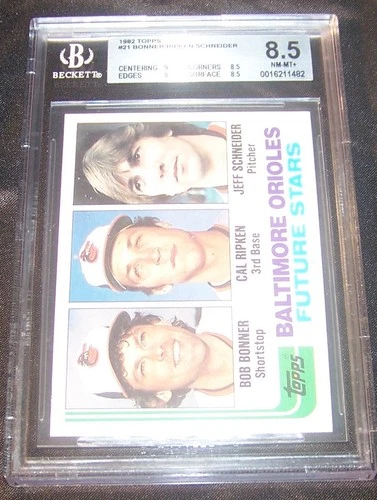 1982 TOPPS
#21 BONNER/RIPKEN/SCHNEIDER
BECKETT®
CENTERING 9 CORNERS 8.5
EDGES SURFACE 8.5
8.5
NM-MT+
0016211482
JEFF SCHNEIDER
Pitcher
CAL RIPKEN
3rd Base
BOB BONNER
Shortstop
BALTIMORE ORIOLES
FUTURE STARS
topps